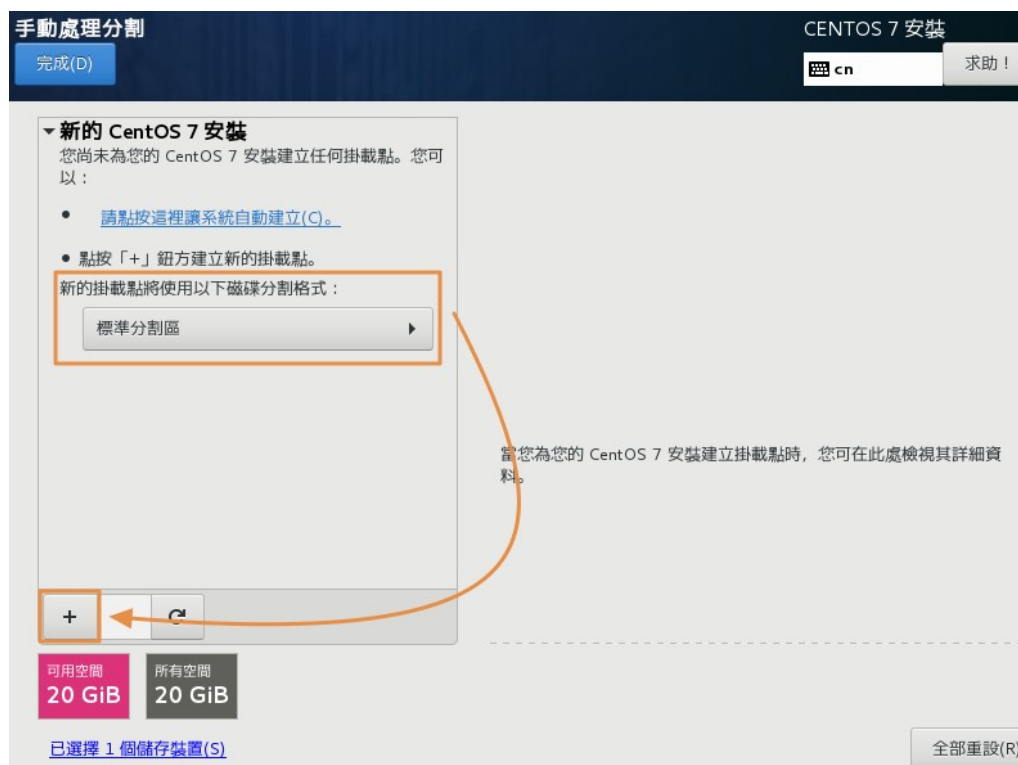 手動處理分割
CENTOS 7 安裝
完成(D)
cn
求助！
新的 CentOS 7 安裝
您尚未為您的 CentOS 7 安裝建立任何掛載點。您可
以：
請點按這裡讓系統自動建立(C)。
點按「+」鈕方建立新的掛載點。
新的掛載點將使用以下磁碟分割格式：
標準分割區
當您為您的 CentOS 7 安裝建立掛載點時，您可在此處檢視其詳細資
料。
+
可用空間
20 GiB
所有空間
20 GiB
已選擇 1 個儲存裝置(S)
全部重設(R)